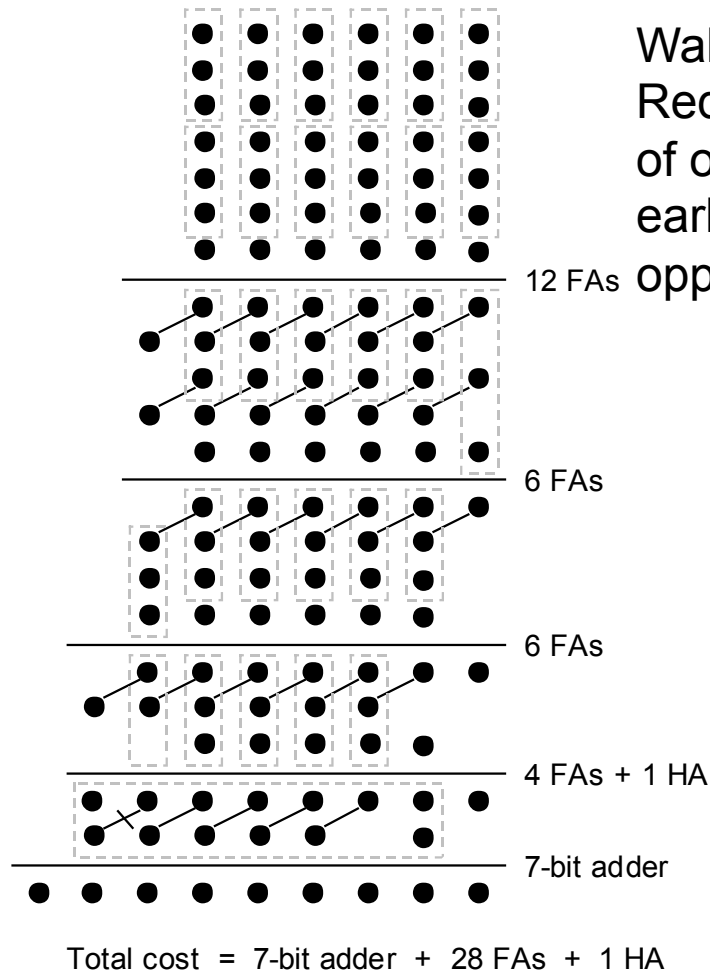 Wal
Rec
of o
earl
opp
12 FAs
6 FAs
6 FAs
4 FAs + 1 HA
7-bit adder
Total cost = 7-bit adder + 28 FAs + 1 HA